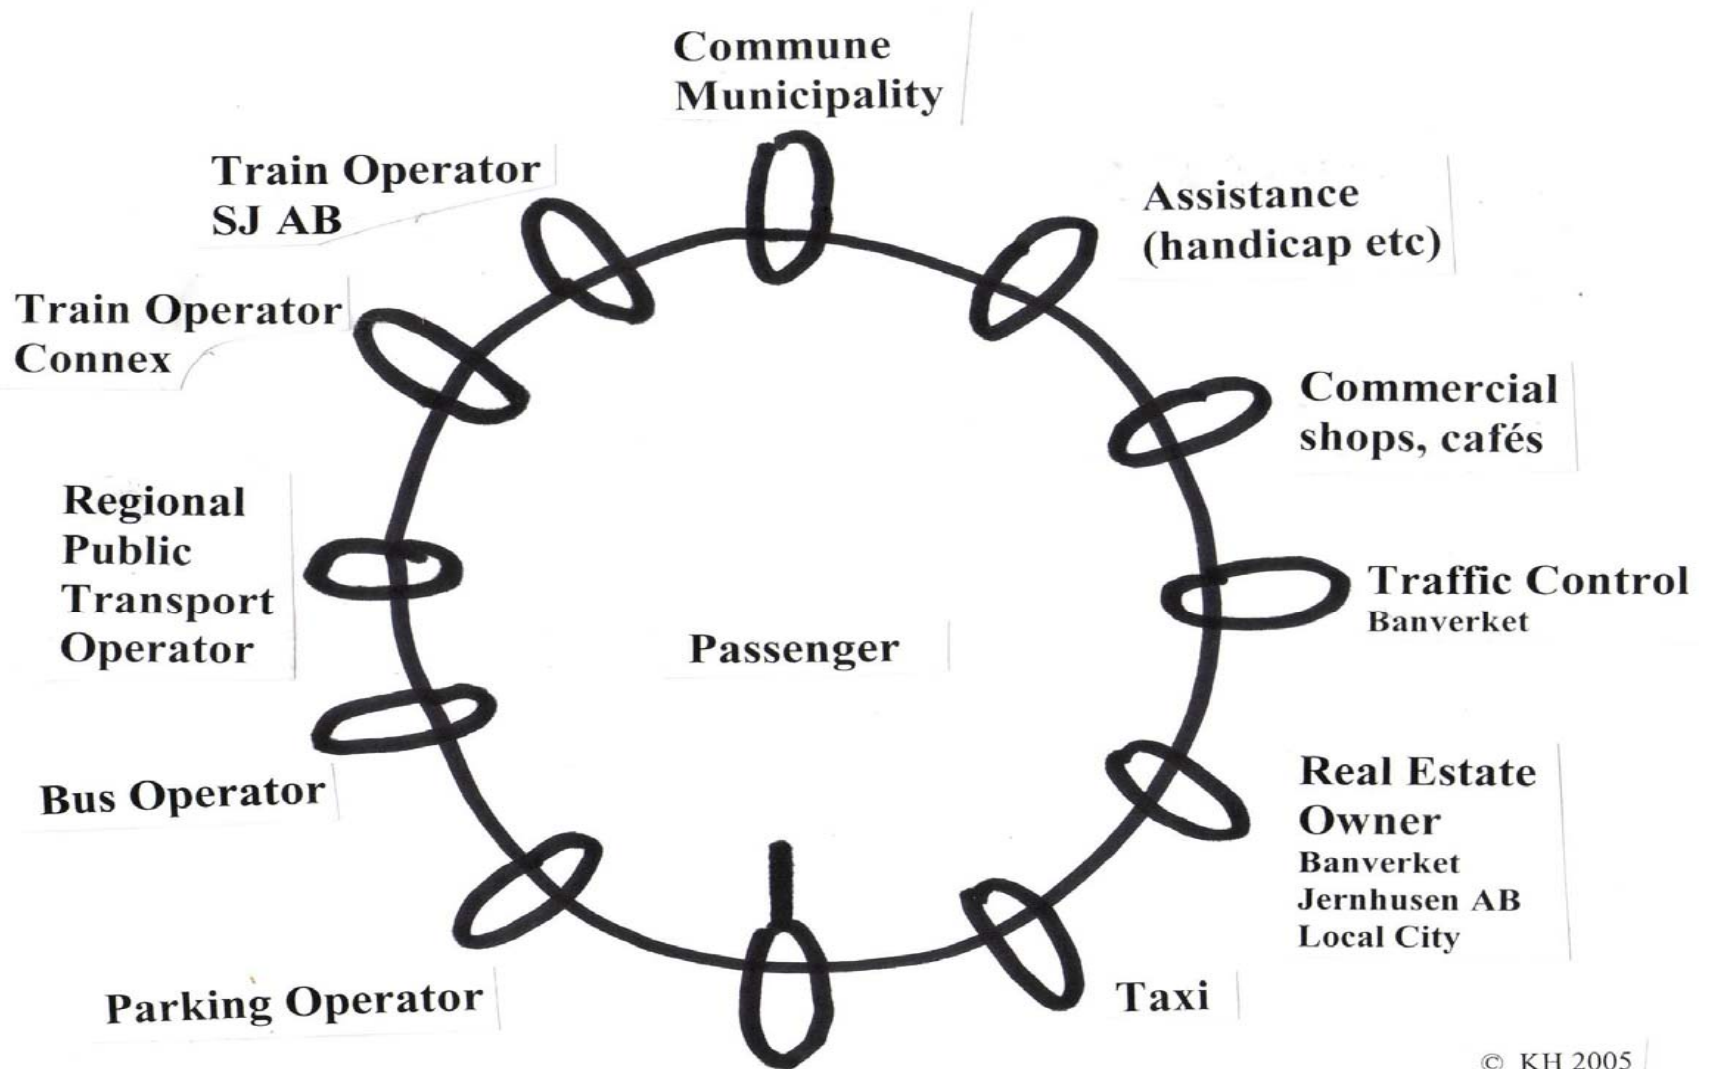 Commune
Municipality
Train Operator
SJ AB
Assistance
(handicap etc)
Train Operator
Connex
Commercial
shops, cafés
Regional
Public
Transport
Operator
Traffic Control
Banverket
Passenger
Bus Operator
Real Estate
Owner
Banverket
Jernhusen AB
Local City
Parking Operator
Taxi
© KH 2005